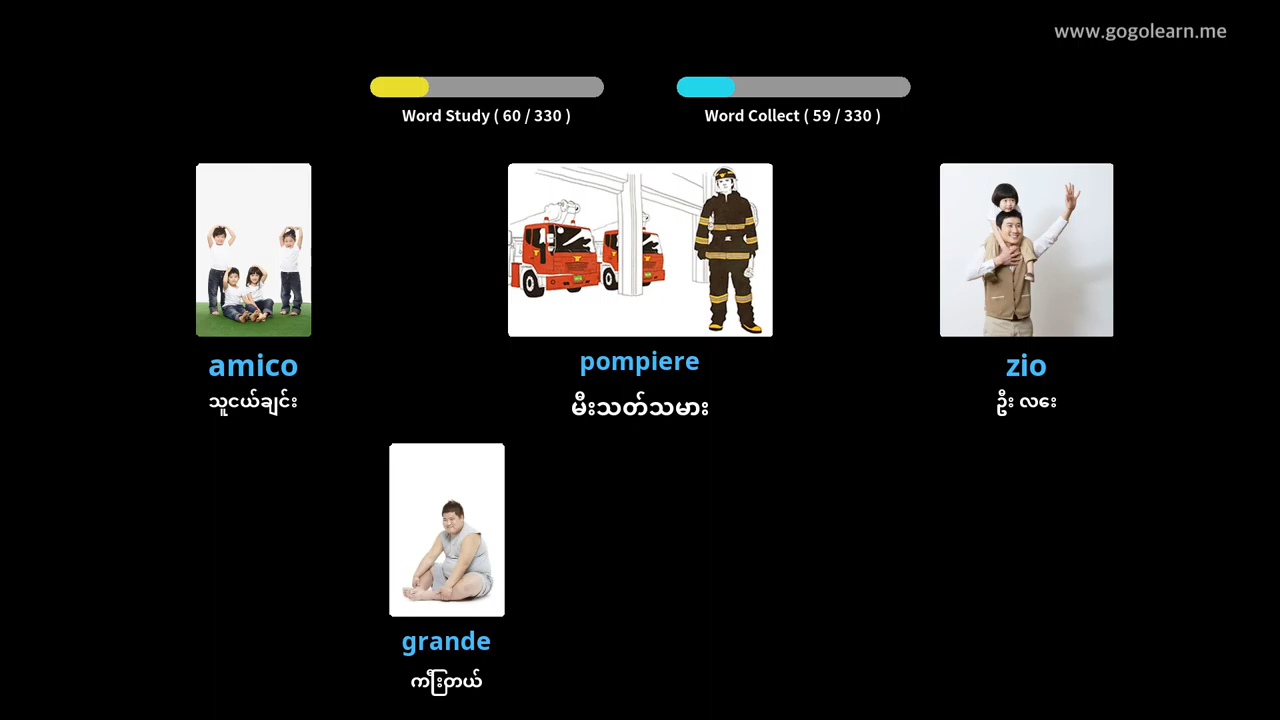 www.gogolearn.me
Word Study ( 60 / 330 )
Word Collect ( 59 / 330 )
amico
သူငယ်ချင်း
pompiere
မီးသတ်သမား
zio
ဦး လေး
grande
ကြီးတယ်